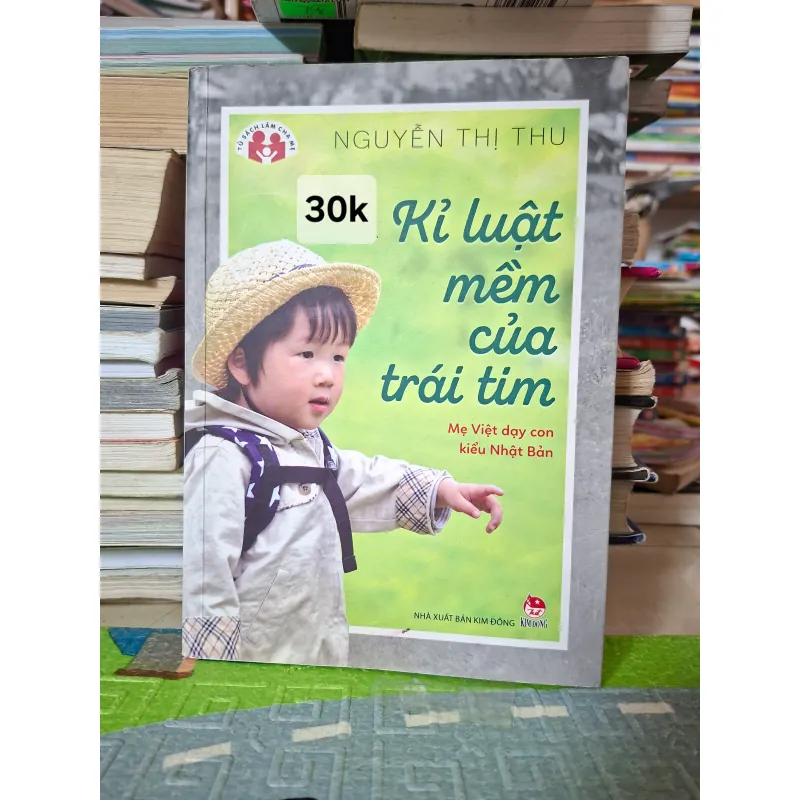 TỦ SÁCH LÀM CHA MẸ
NGUYỄN THỊ THU
30k
Kỉ luật
mềm
của
trái tim
Mẹ Việt dạy con
kiểu Nhật Bản
NHÀ XUẤT BẢN KIM ĐỒNG
KIM ĐỒNG